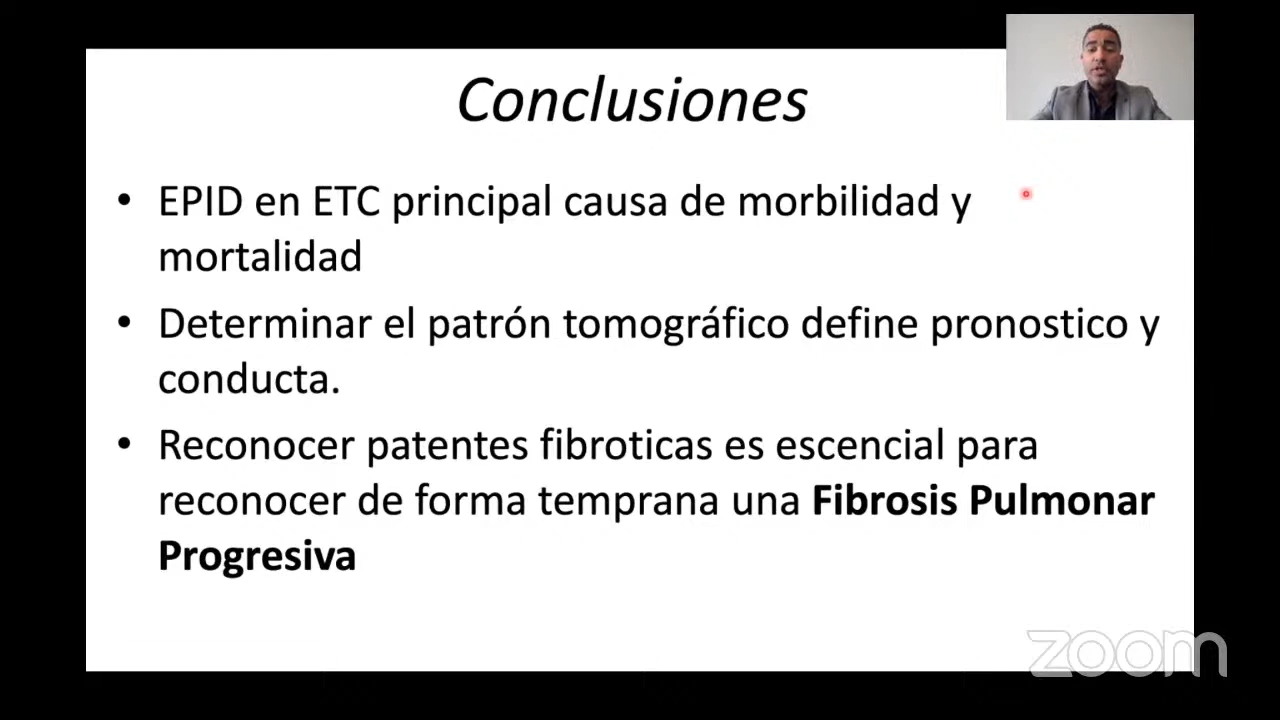 Conclusiones
• EPID en ETC principal causa de morbilidad y
mortalidad
• Determinar el patrón tomográfico define pronostico y
conducta.
• Reconocer patentes fibroticas es escencial para
reconocer de forma temprana una Fibrosis Pulmonar
Progresiva
zoom